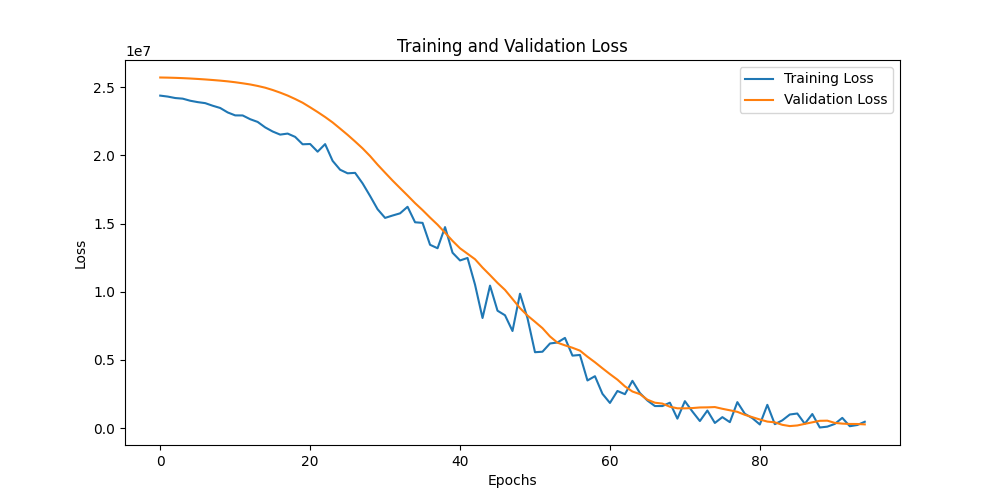 Training and Validation Loss
1e7
Training Loss
Validation Loss
2.5
2.0
1.5
1.0
0.5
0.0
Loss
0 20 40 60 80
Epochs